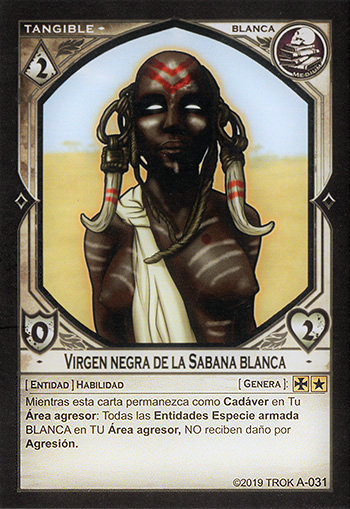 TANGIBLE -
BLANCA
2
MEDIUM
0
2
VIRGEN NEGRA DE LA SABANA BLANCA
[ ENTIDAD ] HABILIDAD
[ GENERA ]:
Mientras esta carta permanezca como Cadáver en Tu
Área agresor: Todas las Entidades Especie armada
BLANCA en TU Área agresor, NO reciben daño por
Agresión.
©2019 TROK A-031